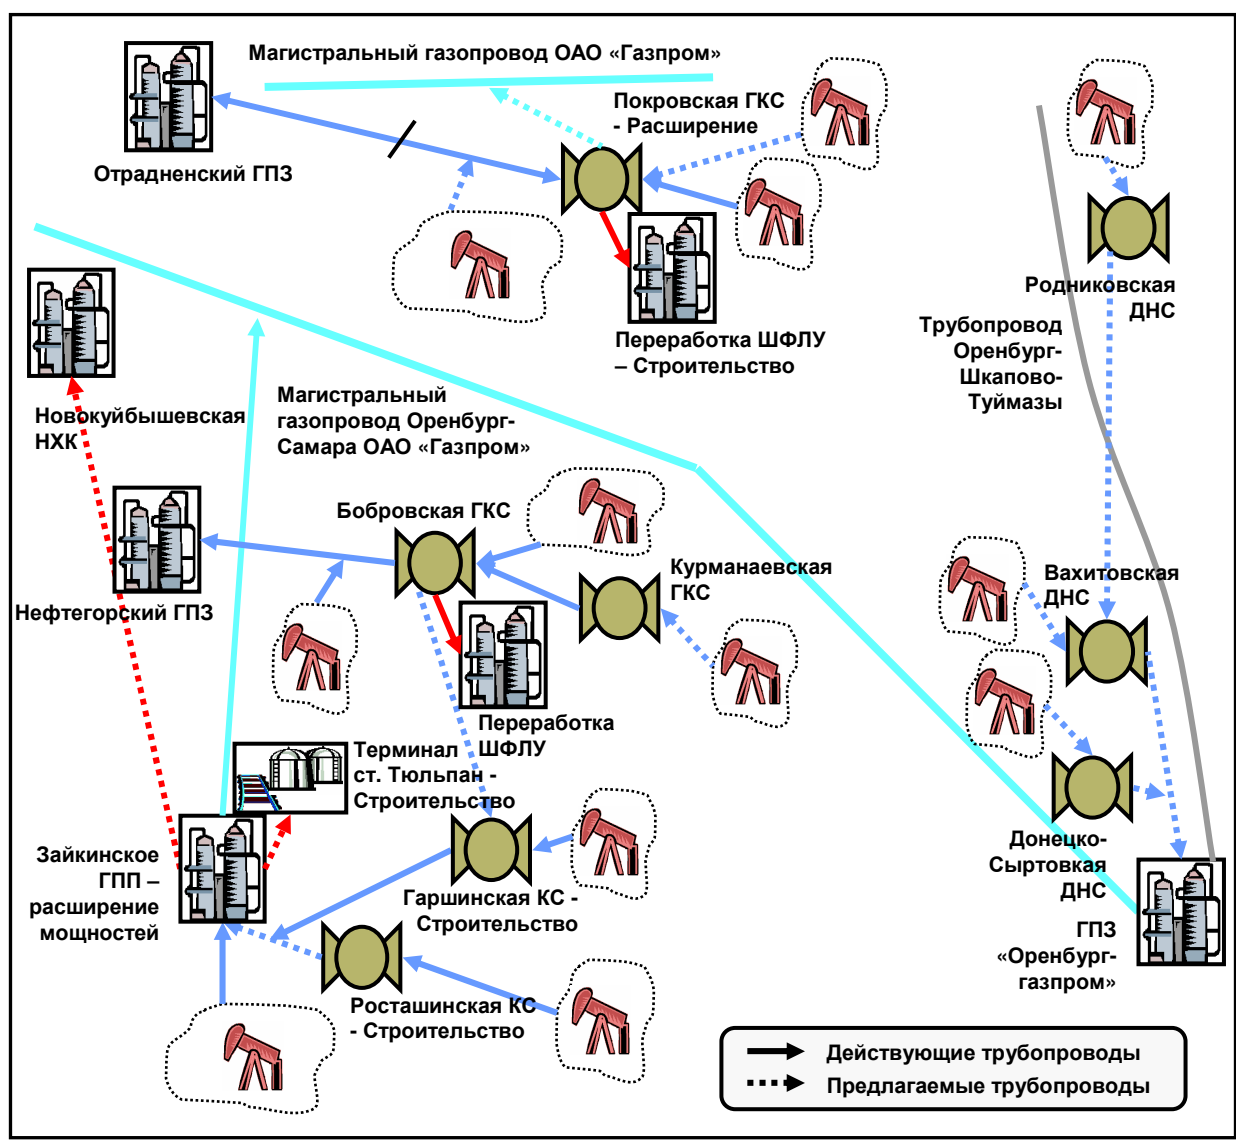 Магистральный газопровод ОАО «Газпром»
Покровская ГКС
- Расширение
Отрадненский ГПЗ
Родниковская
ДНС
Трубопровод
Оренбург-
Шкапово-
Туймазы
Переработка ШФЛУ
– Строительство
Магистральный
газопровод Оренбург-
Самара ОАО «Газпром»
Новокуйбышевская
НХК
Бобровская ГКС
Курманаевская
ГКС
Вахитовская
ДНС
Нефтегорский ГПЗ
Переработка
ШФЛУ
Терминал
ст. Тюльпан -
Строительство
Зайкинское
ГПП –
расширение
мощностей
Гаршинская КС -
Строительство
Донецко-
Сыртовкая
ДНС
ГПЗ
«Оренбург-
газпром»
Росташинская КС
- Строительство
Действующие трубопроводы
Предлагаемые трубопроводы